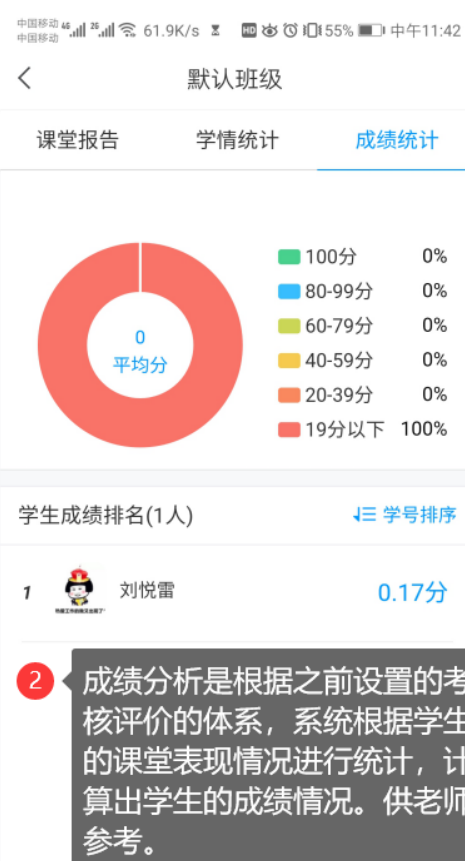 中国移动 4G 2G 61.9K/s HD 55% 中午11:42
中国移动
默认班级
课堂报告 学情统计 成绩统计
100分 0%
80-99分 0%
60-79分 0%
40-59分 0%
20-39分 0%
19分以下 100%
0
平均分
学生成绩排名(1人) 学号排序
1 刘悦雷 0.17分
2 成绩分析是根据之前设置的考
核评价的体系，系统根据学生
的课堂表现情况进行统计，计
算出学生的成绩情况。供老师
参考。